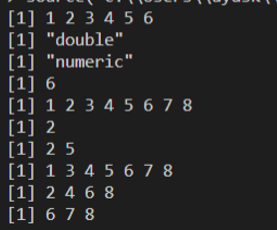 [1] 1 2 3 4 5 6
[1] "double"
[1] "numeric"
[1] 6
[1] 1 2 3 4 5 6 7 8
[1] 2
[1] 2 5
[1] 1 3 4 5 6 7 8
[1] 2 4 6 8
[1] 6 7 8